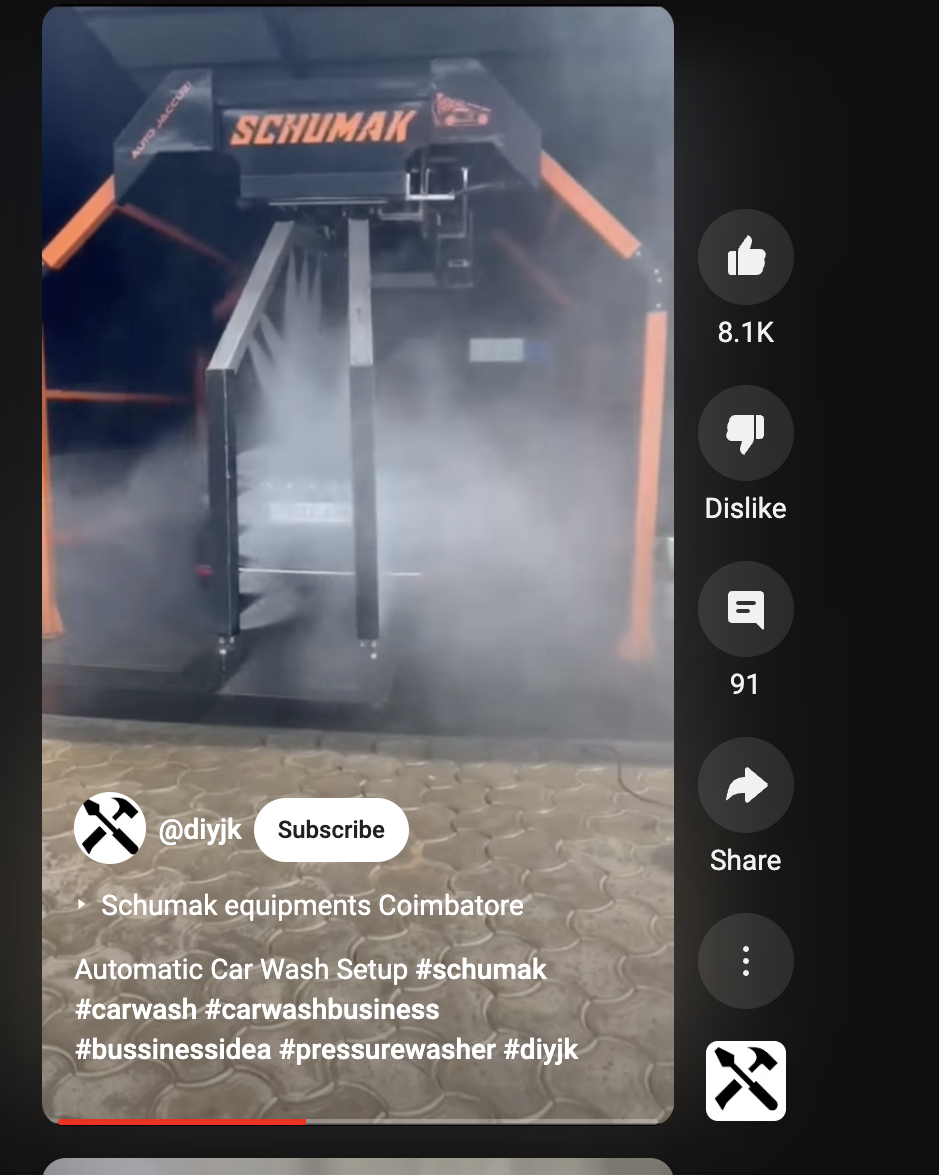 AUTO JACCUZI
SCHUMAK
8.1K
Dislike
91
Share
@diyjk
Subscribe
Schumak equipments Coimbatore
Automatic Car Wash Setup #schumak
#carwash #carwashbusiness
#bussinessidea #pressurewasher #diyjk